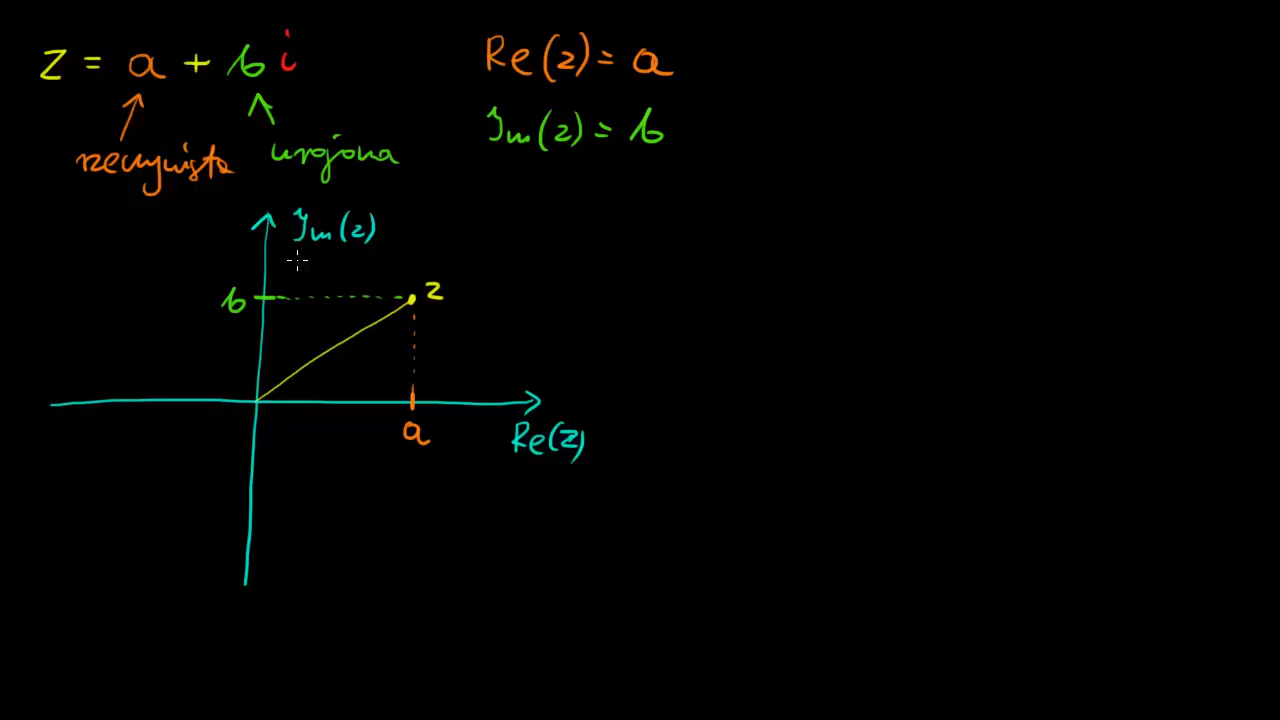 z = a + bi
Re(z) = a
Im(z) = b
rzeczywista
urojona
Im(z)
b
z
a
Re(z)